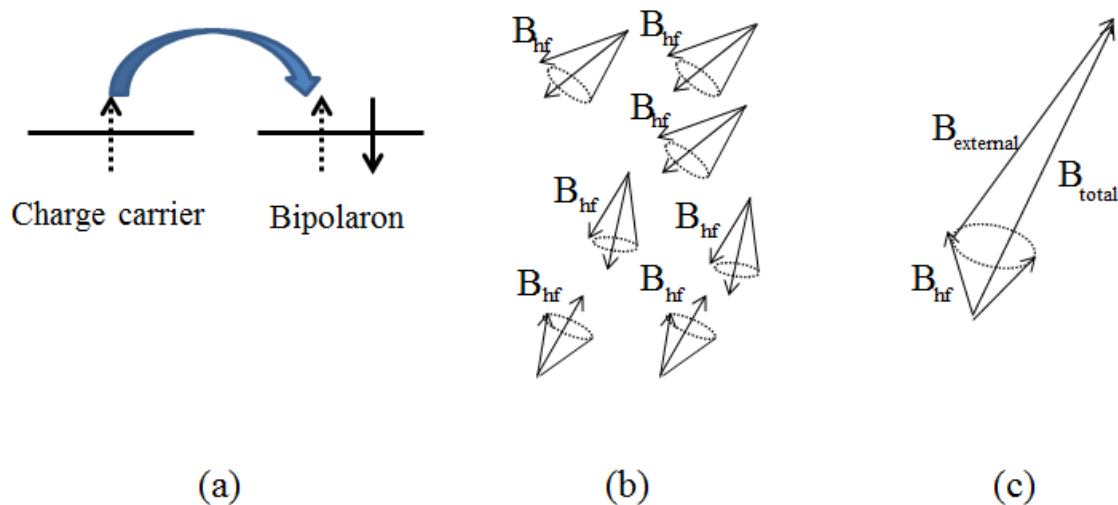 Charge carrier
Bipolaron
(a)
B_hf
B_hf
B_hf
B_hf
B_hf
B_hf
B_hf
(b)
B_external
B_total
B_hf
(c)